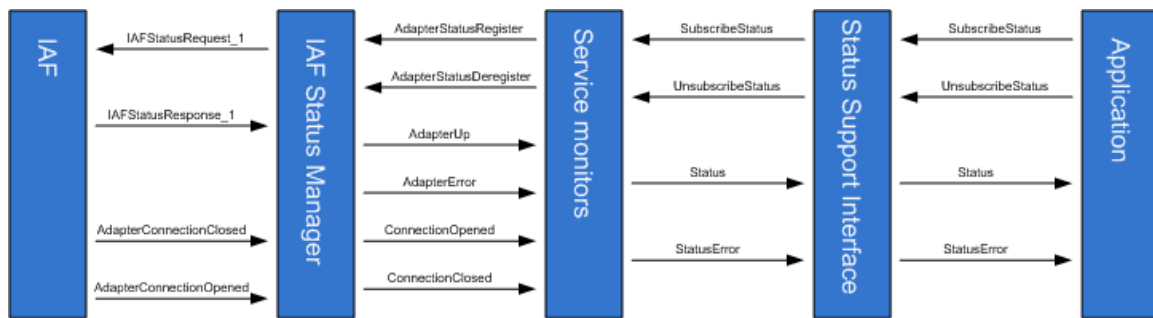 IAF
IAFStatusRequest_1
IAFStatusResponse_1
AdapterConnectionClosed
AdapterConnectionOpened
IAF Status Manager
AdapterStatusRegister
AdapterStatusDeregister
AdapterUp
AdapterError
ConnectionOpened
ConnectionClosed
Service monitors
SubscribeStatus
UnsubscribeStatus
Status
StatusError
Status Support Interface
SubscribeStatus
UnsubscribeStatus
Status
StatusError
Application